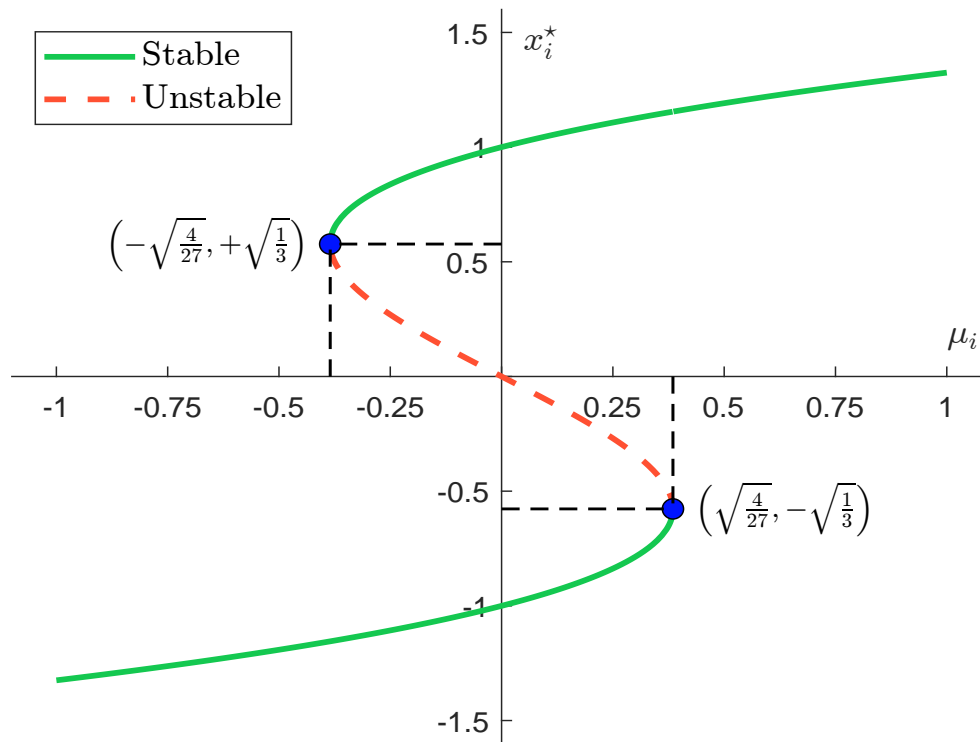 1.5
x_i^⋆
Stable
Unstable
1
(−√(4/27), +√(1/3))
0.5
μ_i
-1 -0.75 -0.5 -0.25 0.25 0.5 0.75 1
-0.5
(√(4/27), −√(1/3))
-1
-1.5